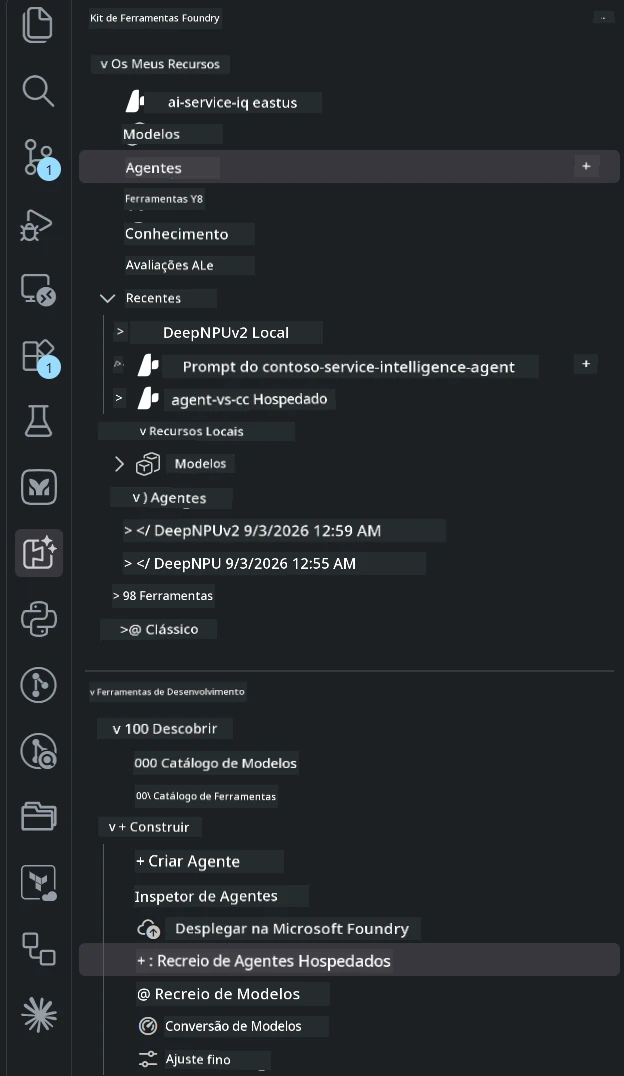 Kit de Ferramentas Foundry
v Os Meus Recursos
ai-service-iq eastus
Modelos
Agentes +
Ferramentas Y8
Conhecimento
Avaliações ALe
Recentes
> DeepNPUv2 Local
Prompt do contoso-service-intelligence-agent +
> agent-vs-cc Hospedado
v Recursos Locais
Modelos
v ) Agentes
> </ DeepNPUv2 9/3/2026 12:59 AM
> </ DeepNPU 9/3/2026 12:55 AM
> 98 Ferramentas
>@ Clássico
v Ferramentas de Desenvolvimento
v 100 Descobrir
000 Catálogo de Modelos
00\ Catálogo de Ferramentas
v + Construir
+ Criar Agente
Inspetor de Agentes
Desplegar na Microsoft Foundry
+ : Recreio de Agentes Hospedados
@ Recreio de Modelos
Conversão de Modelos
Ajuste fino
1
1